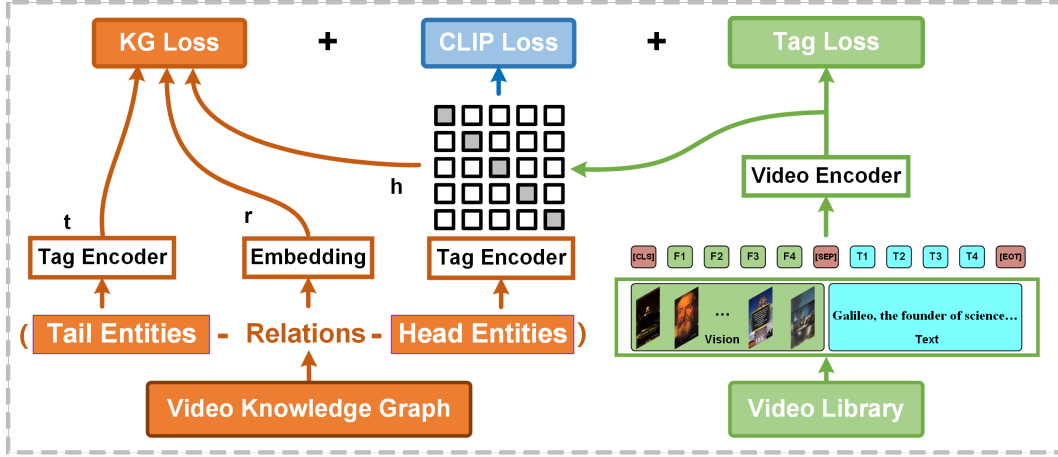 KG Loss + CLIP Loss + Tag Loss
h
Video Encoder
t
r
Tag Encoder
Embedding
Tag Encoder
[CLS] F1 F2 F3 F4 [SEP] T1 T2 T3 T4 [EOT]
( Tail Entities - Relations - Head Entities )
... Vision
Galileo, the founder of science...
Text
Video Knowledge Graph
Video Library